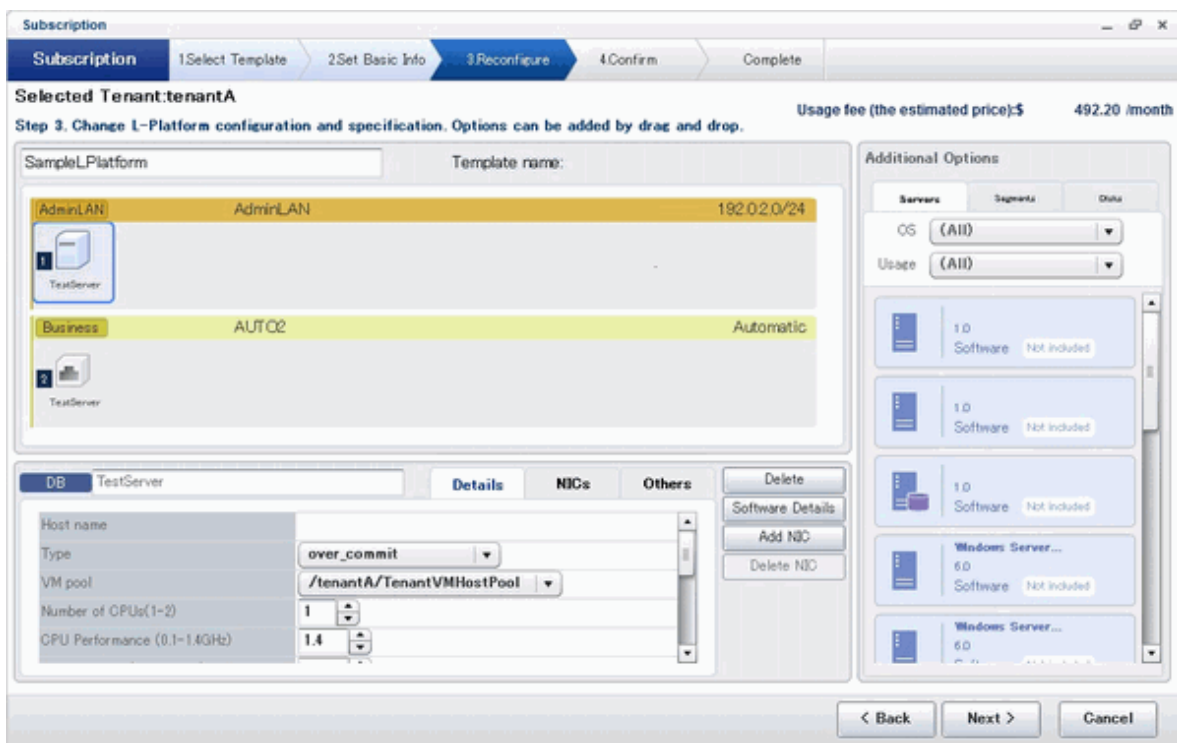 Subscription
Subscription 1.Select Template 2.Set Basic Info 3.Reconfigure 4.Confirm Complete
Selected Tenant:tenantA
Usage fee (the estimated price):$ 492.20 /month
Step 3. Change L-Platform configuration and specification. Options can be added by drag and drop.
SampleLPlatform Template name:
AdminLAN AdminLAN 192.0.2.0/24
1
TestServer
Business AUTO2 Automatic
2
TestServer
DB TestServer Details NICs Others
Host name
Type over_commit
VM pool /tenantA/TenantVMHostPool
Number of CPUs(1-2) 1
CPU Performance (0.1-1.4GHz) 1.4
Delete
Software Details
Add NIC
Delete NIC
Additional Options
Servers Segments Disks
OS (All)
Usage (All)
1.0
Software Not included
1.0
Software Not included
1.0
Software Not included
Windows Server...
6.0
Software Not included
Windows Server...
6.0
< Back Next > Cancel